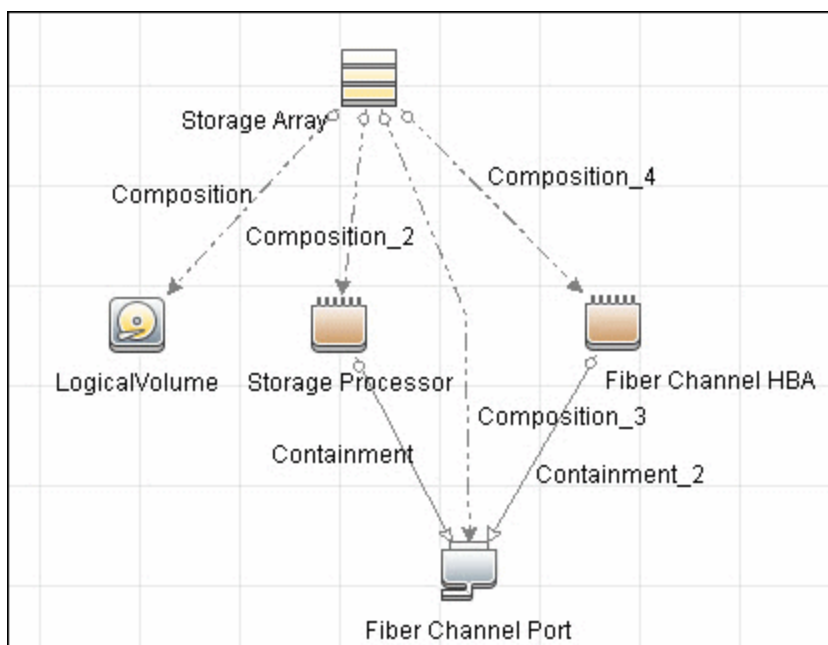 Storage Array
Composition_4
Composition
Composition_2
LogicalVolume
Storage Processor
Fiber Channel HBA
Composition_3
Containment
Containment_2
Fiber Channel Port